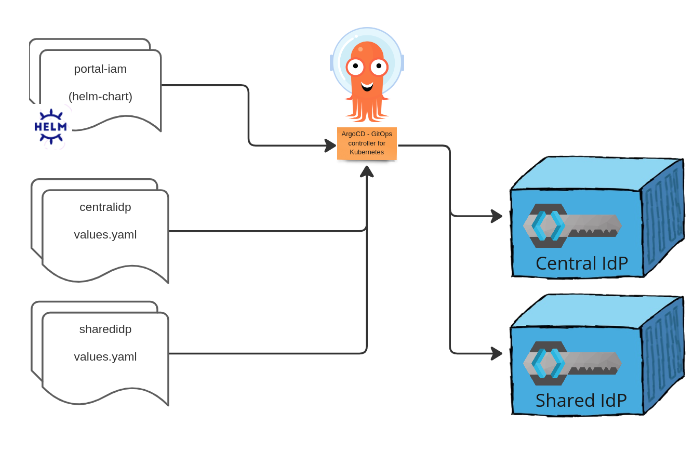 portal-iam
(helm-chart)
HELM
centralidp
values.yaml
sharedidp
values.yaml
ArgoCD - GitOps
controller for
Kubernetes
Central IdP
Shared IdP